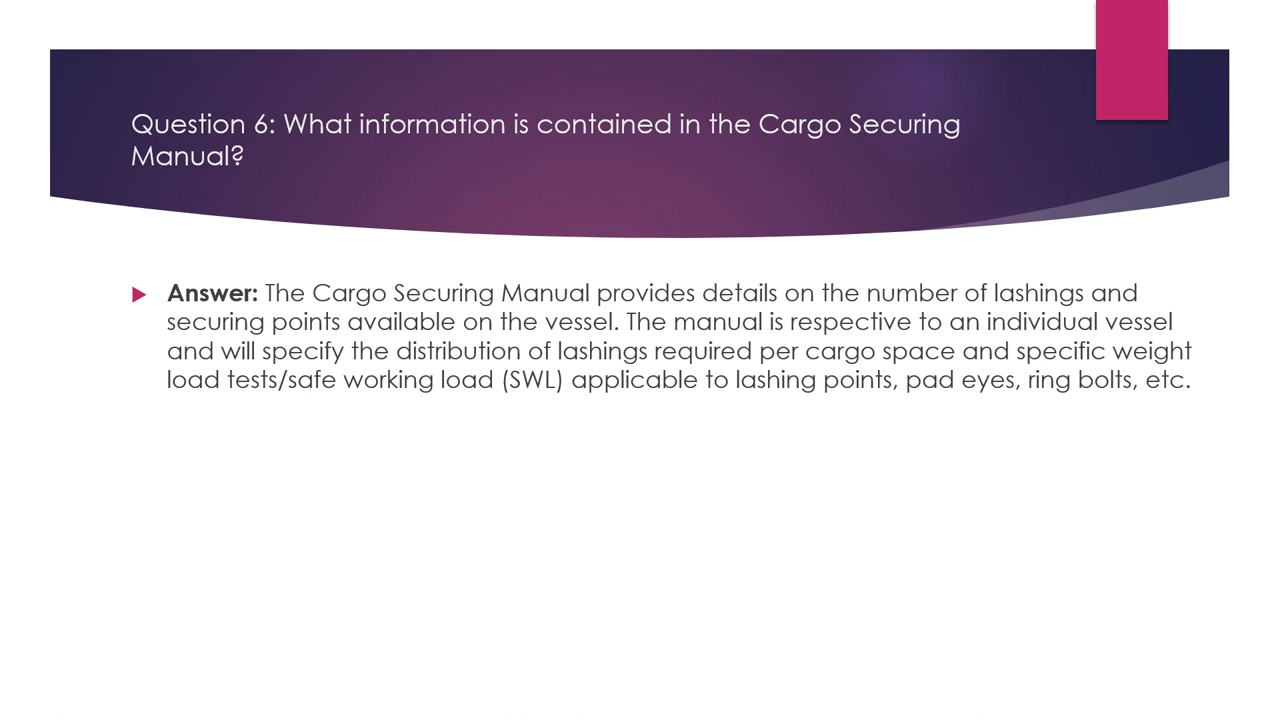 Question 6: What information is contained in the Cargo Securing
Manual?
Answer: The Cargo Securing Manual provides details on the number of lashings and
securing points available on the vessel. The manual is respective to an individual vessel
and will specify the distribution of lashings required per cargo space and specific weight
load tests/safe working load (SWL) applicable to lashing points, pad eyes, ring bolts, etc.